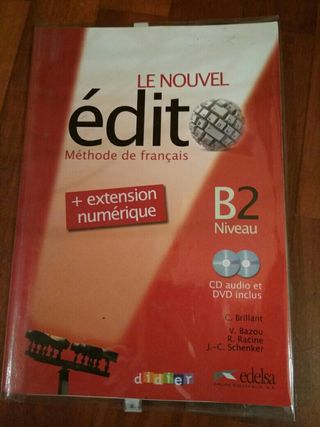 LE NOUVEL
édito
Méthode de français
+ extension
numérique
B2
Niveau
CD audio et
DVD inclus
C. Brillant
V. Bazou
R. Racine
J.-C. Schenker
didier
edelsa